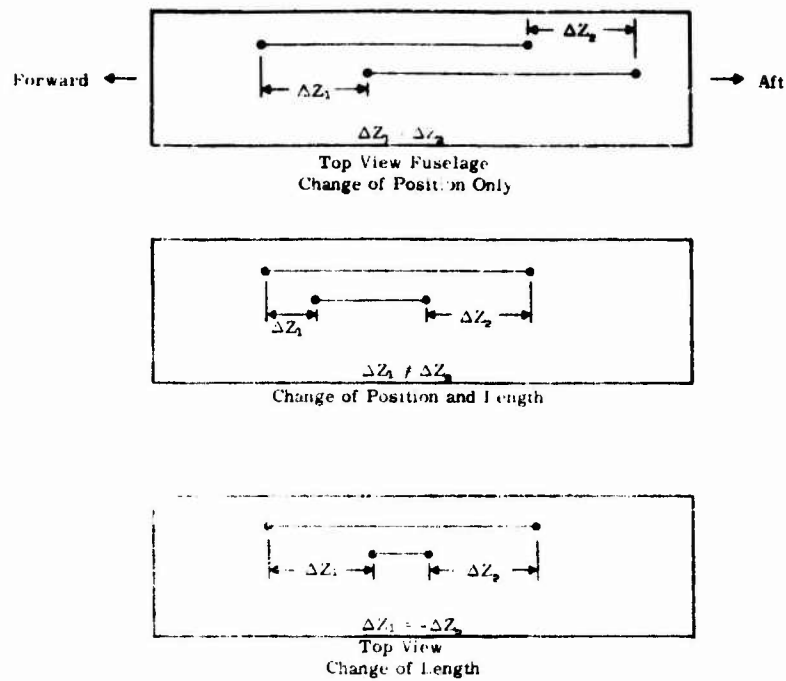 ΔZ₂
Forward
Aft
ΔZ₁
ΔZ₁ ΔZ₂
Top View Fuselage
Change of Position Only
ΔZ₁
ΔZ₂
ΔZ₁ ≠ ΔZ₂
Change of Position and Length
ΔZ₁
ΔZ₂
ΔZ₁ = -ΔZ₂
Top View
Change of Length